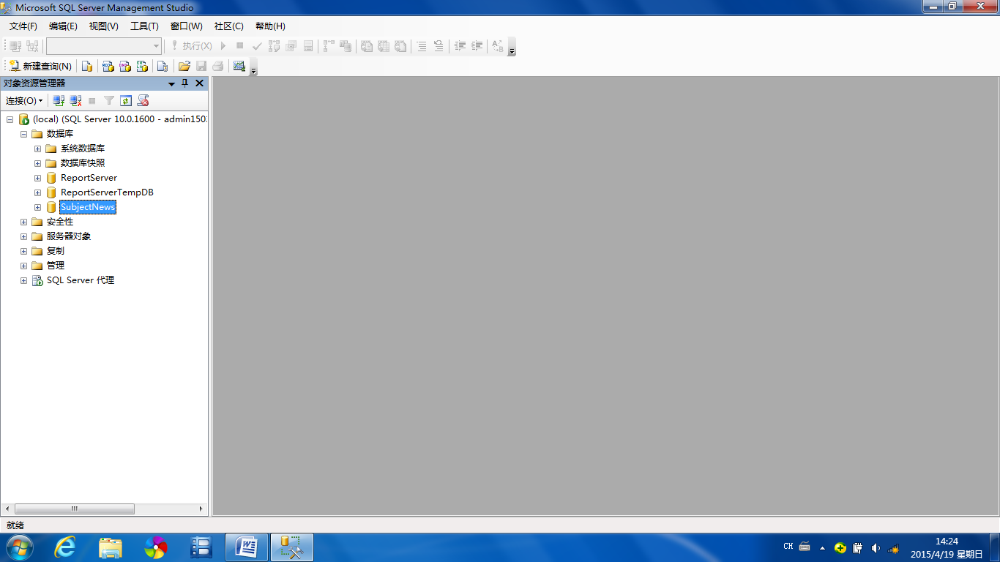 Microsoft SQL Server Management Studio
文件(F) 编辑(E) 视图(V) 工具(T) 窗口(W) 社区(C) 帮助(H)
执行(X)
新建查询(N)
对象资源管理器
连接(O)
(local) (SQL Server 10.0.1600 - admin150
数据库
系统数据库
数据库快照
ReportServer
ReportServerTempDB
SubjectNews
安全性
服务器对象
复制
管理
SQL Server 代理
就绪
CH
14:24
2015/4/19 星期日